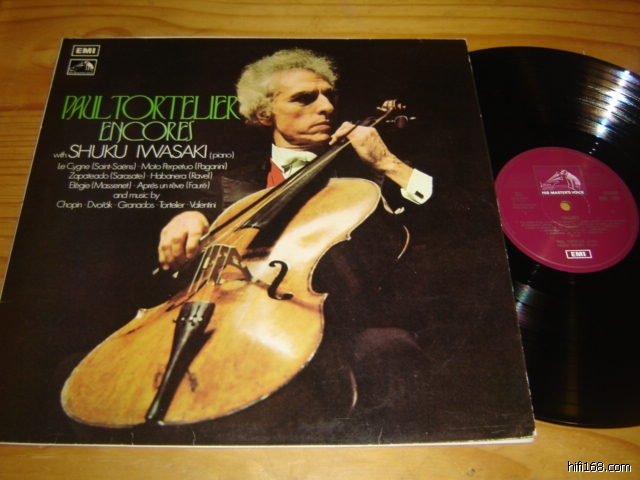 EMI
PAUL TORTELIER
ENCORES
with SHUKU IWASAKI (piano)
Le Cygne (Saint-Saëns) · Moto Perpetuo (Paganini)
Zapateado (Sarasate) · Habanera (Ravel)
Elégie (Massenet) · Après un rêve (Fauré)
and music by
Chopin · Dvořák · Granados · Tortelier · Valentini
HIS MASTER'S VOICE
EMI
hifi168.com